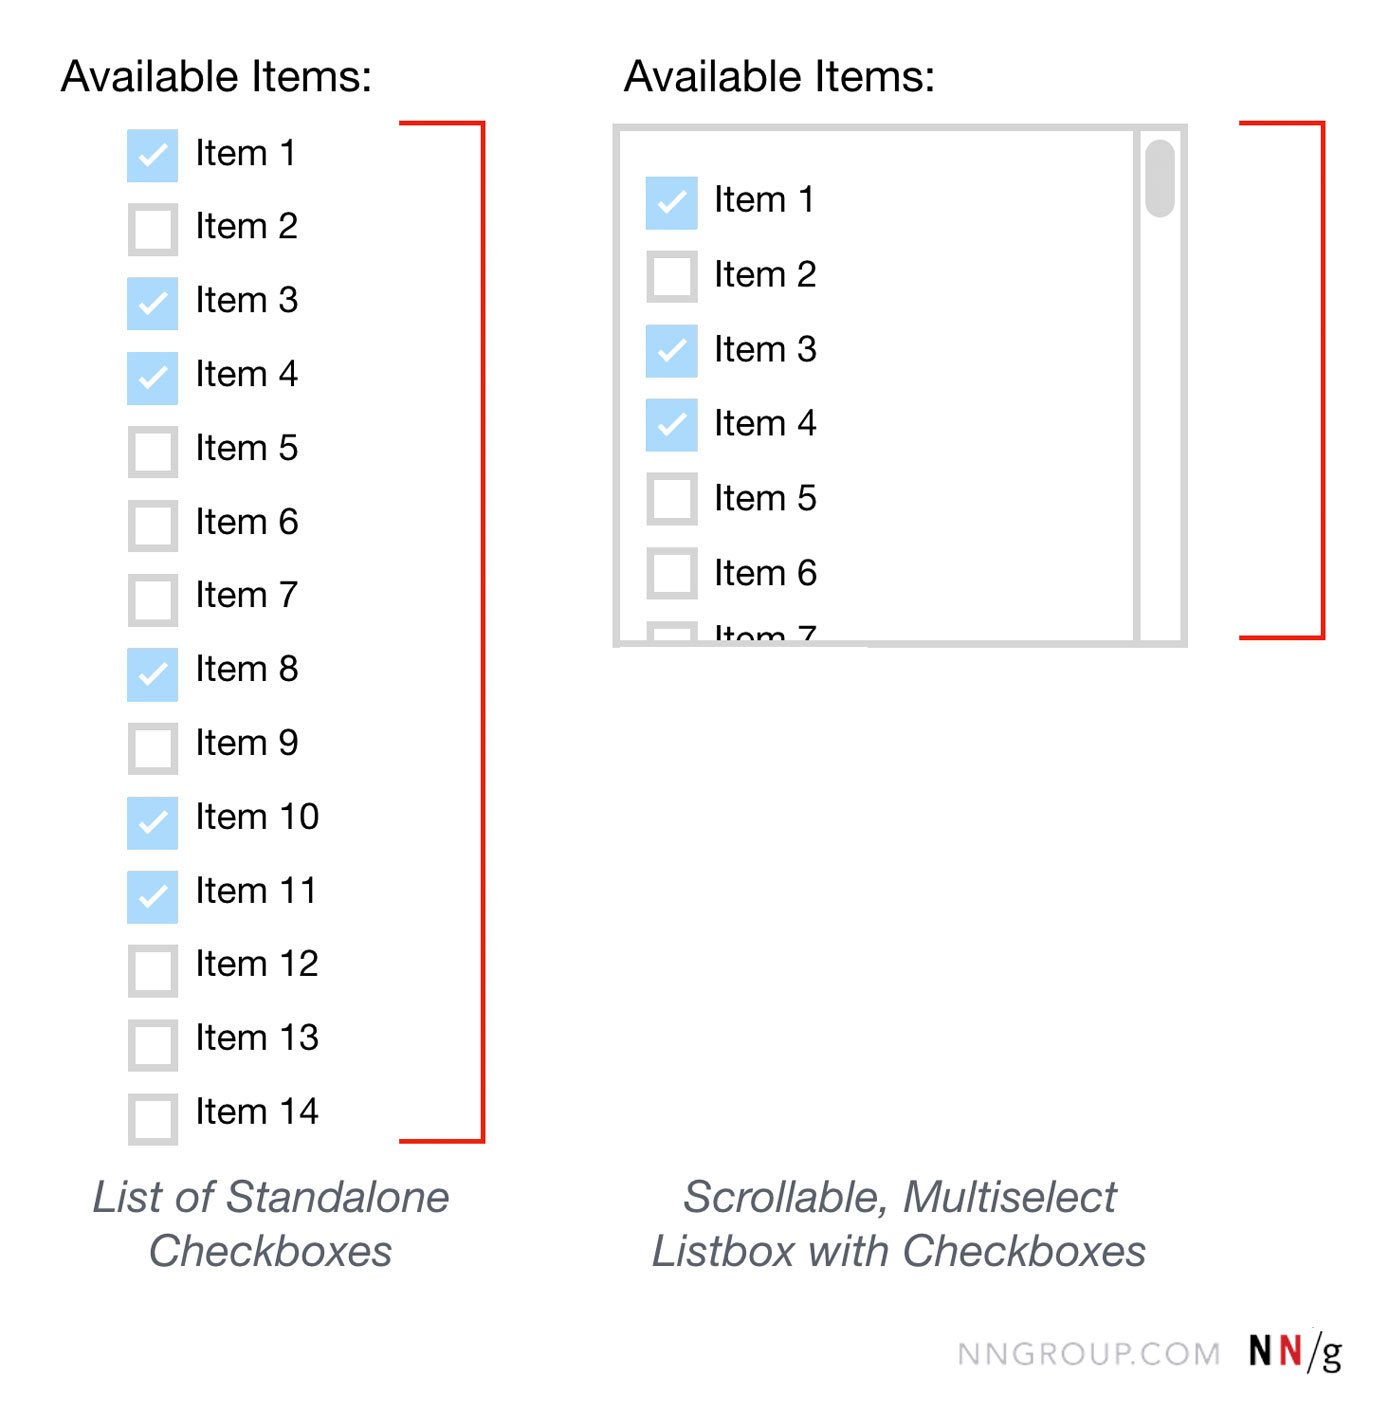 Available Items:
Item 1
Item 2
Item 3
Item 4
Item 5
Item 6
Item 7
Item 8
Item 9
Item 10
Item 11
Item 12
Item 13
Item 14
List of Standalone
Checkboxes
Available Items:
Item 1
Item 2
Item 3
Item 4
Item 5
Item 6
Item 7
Scrollable, Multiselect
Listbox with Checkboxes
NNGROUP.COM NN/g